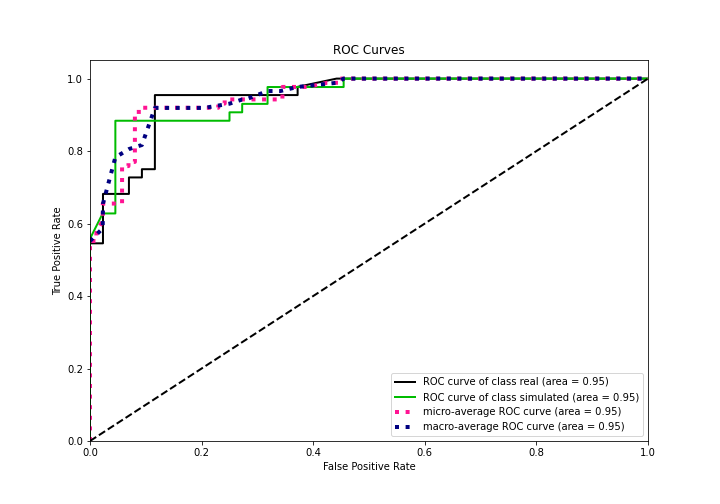 ROC Curves
True Positive Rate
1.0
0.8
0.6
0.4
0.2
0.0
0.0
0.2
0.4
0.6
0.8
1.0
False Positive Rate
ROC curve of class real (area = 0.95)
ROC curve of class simulated (area = 0.95)
micro-average ROC curve (area = 0.95)
macro-average ROC curve (area = 0.95)